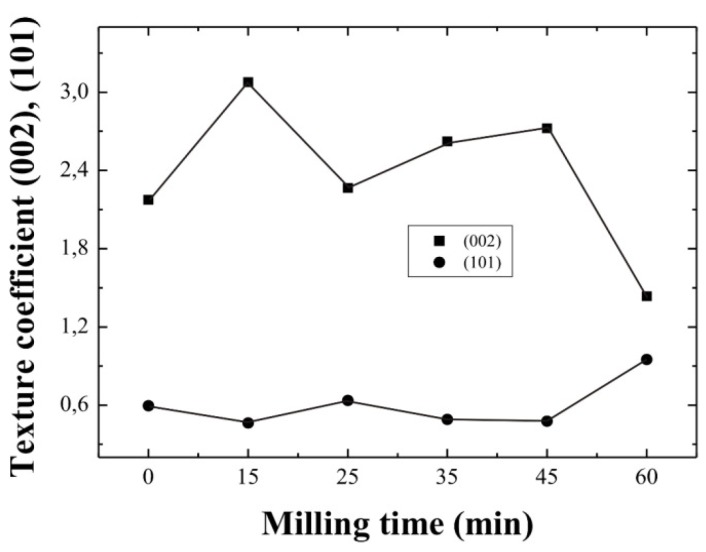 Texture coefficient (002), (101)
3,0
2,4
1,8
1,2
0,6
(002)
(101)
0 15 25 35 45 60
Milling time (min)